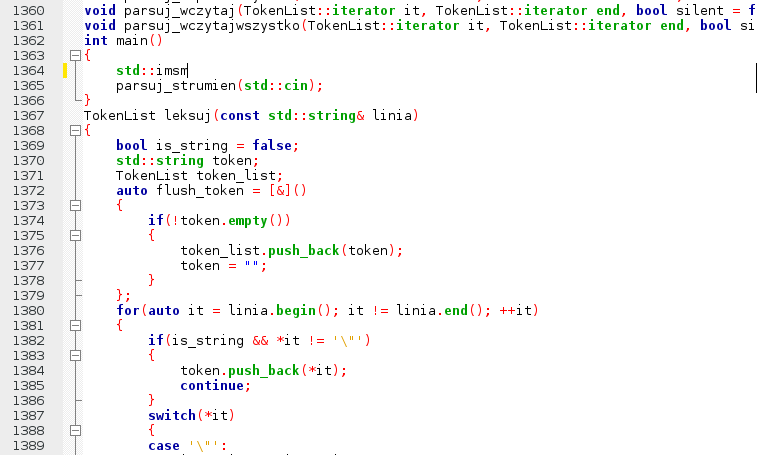 1360 void parsuj_wczytaj(TokenList::iterator it, TokenList::iterator end, bool silent = f
1361 void parsuj_wczytajwszystko(TokenList::iterator it, TokenList::iterator end, bool si
1362 int main()
1363 {
1364 std::imsm
1365 parsuj_strumien(std::cin);
1366 }
1367 TokenList leksuj(const std::string& linia)
1368 {
1369 bool is_string = false;
1370 std::string token;
1371 TokenList token_list;
1372 auto flush_token = [&]()
1373 {
1374 if(!token.empty())
1375 {
1376 token_list.push_back(token);
1377 token = "";
1378 }
1379 };
1380 for(auto it = linia.begin(); it != linia.end(); ++it)
1381 {
1382 if(is_string && *it != '\"')
1383 {
1384 token.push_back(*it);
1385 continue;
1386 }
1387 switch(*it)
1388 {
1389 case '\"':